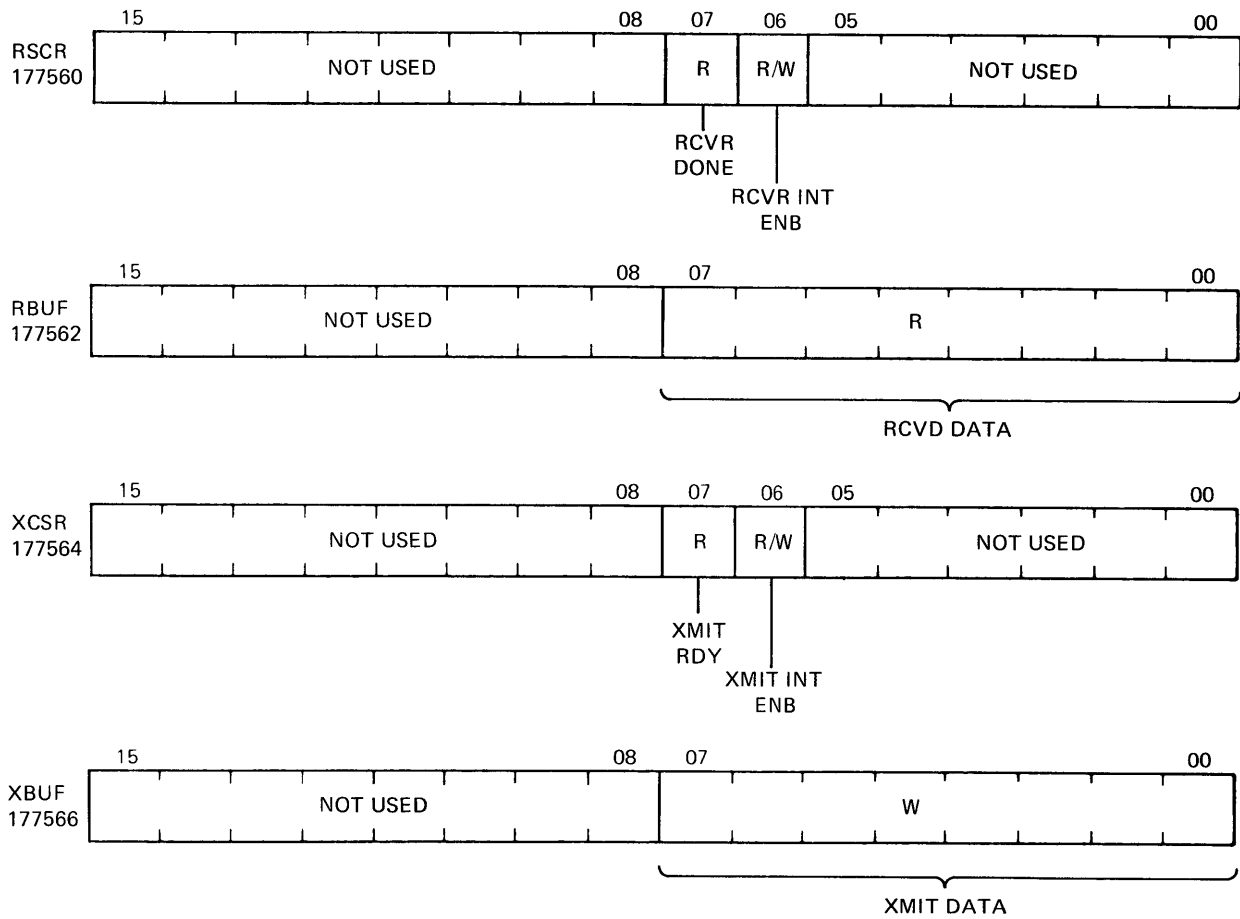 15 08 07 06 05 00
RSCR
177560
NOT USED R R/W NOT USED
RCVR
DONE
RCVR INT
ENB
15 08 07 00
RBUF
177562
NOT USED R
RCVD DATA
15 08 07 06 05 00
XCSR
177564
NOT USED R R/W NOT USED
XMIT
RDY
XMIT INT
ENB
15 08 07 00
XBUF
177566
NOT USED W
XMIT DATA